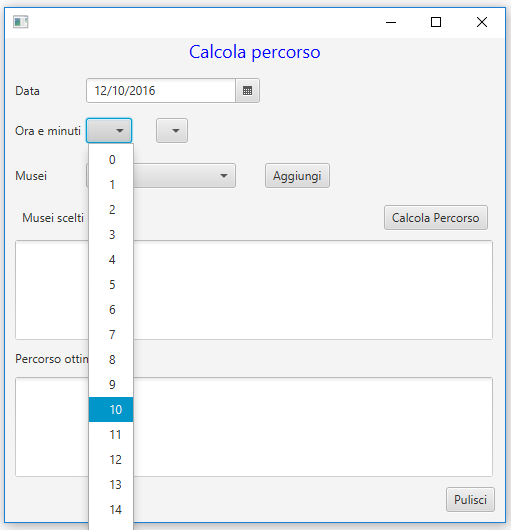 Calcola percorso
Data 12/10/2016
Ora e minuti
0
1
Musei Aggiungi
2
Musei scelti Calcola Percorso
3
4
5
6
7
Percorso ottim
8
9
10
11
12
13
14
Pulisci